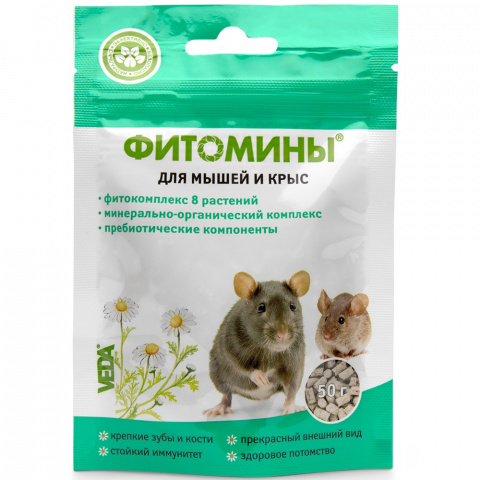 ФИТОМИНЫ®
ДЛЯ МЫШЕЙ И КРЫС
• фитокомплекс 8 растений
• минерально-органический комплекс
• пребиотические компоненты
VEDA®
50 г
крепкие зубы и кости
стойкий иммунитет
прекрасный внешний вид
здоровое потомство